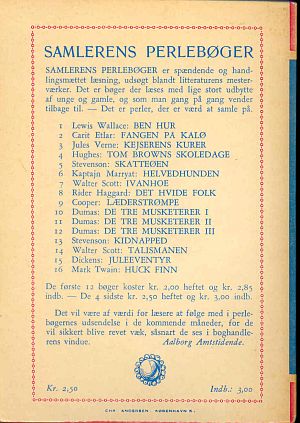 SAMLERENS PERLEBØGER
SAMLERENS PERLEBØGER er spændende og hand-
lingsmættet læsning, udsøgt blandt litteraturens mester-
værker. Det er bøger der læses med lige stort udbytte
af unge og gamle, og som man gang på gang vender
tilbage til. — Det er perler, der er værd at samle på.
1 Lewis Wallace: BEN HUR
2 Carit Etlar: FANGEN PA KALØ
3 Jules Verne: KEJSERENS KURER
4 Hughes: TOM BROWNS SKOLEDAGE
5 Stevenson: SKATTEØEN
6 Kaptajn Marryat: HELVEDHUNDEN
7 Walter Scott: IVANHOE
8 Rider Haggard: DET HVIDE FOLK
9 Cooper: LÆDERSTRØMPE
10 Dumas: DE TRE MUSKETERER I
11 Dumas: DE TRE MUSKETERER II
12 Dumas: DE TRE MUSKETERER III
13 Stevenson: KIDNAPPED
14 Walter Scott: TALISMANEN
15 Dickens: JULEEVENTYR
16 Mark Twain: HUCK FINN
De første 12 bøger koster kr. 2,00 heftet og kr. 2,85
indb. — De 4 sidste kr. 2,50 heftet og kr. 3,00 indb.
Det vil være af værdi for læserne at følge med i perle-
bøgernes udsendelse i de kommende måneder, for de
vil sikkert blive revet væk, såsnart de ses i boghandle-
rens vindue. Aalborg Amtstidende.
Kr. 2,50
Indb.: 3,00
CHR. ANDERSEN, KØBENHAVN K.